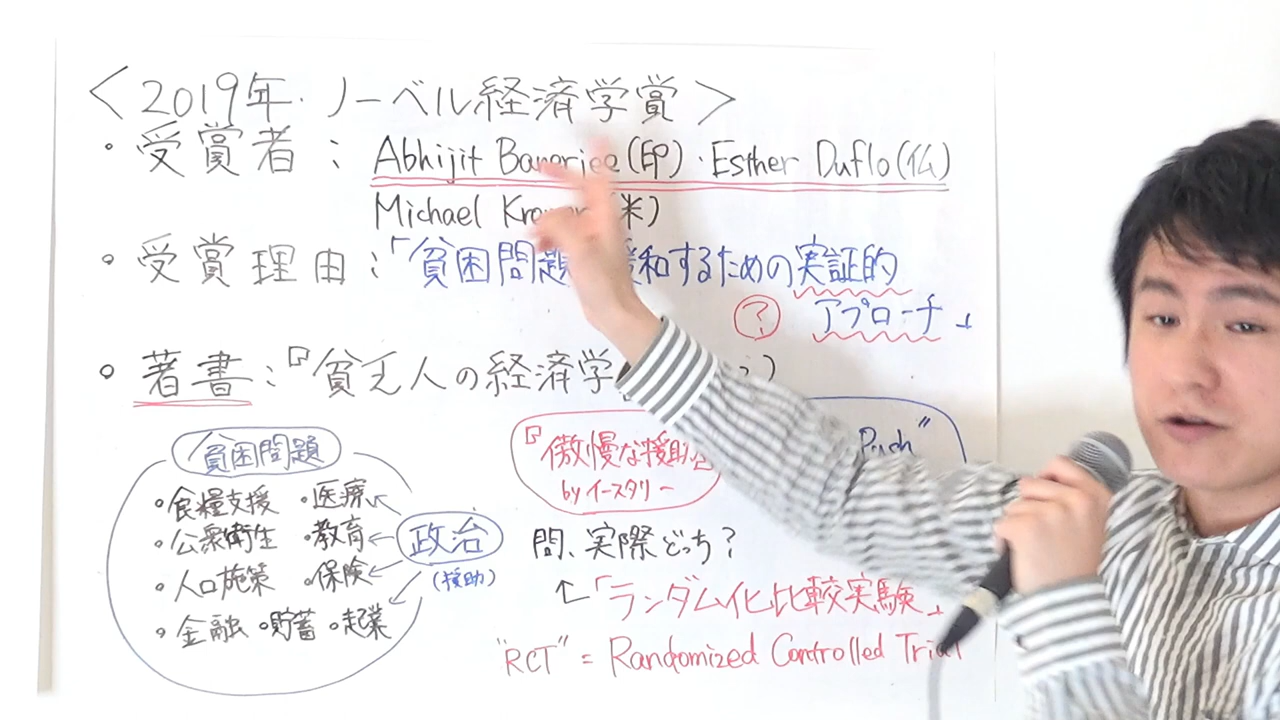 <2019年・ノーベル経済学賞>
・受賞者：Abhijit Banerjee(印)・Esther Duflo(仏)
Michael (米)
・受賞理由：「貧困問題 緩和するための実証的
? アプローチ」
・著書：『貧乏人の経済学
貧困問題
・食糧支援 ・医療
・公衆衛生 ・教育
・人口施策 ・保険
・金融 ・貯蓄 ・起業
政治
(援助)
『傲慢な援助』
by イースタリー
Push"
問、実際どっち?
←「ランダム化比較実験」
"RCT" = Randomized Controlled Trial